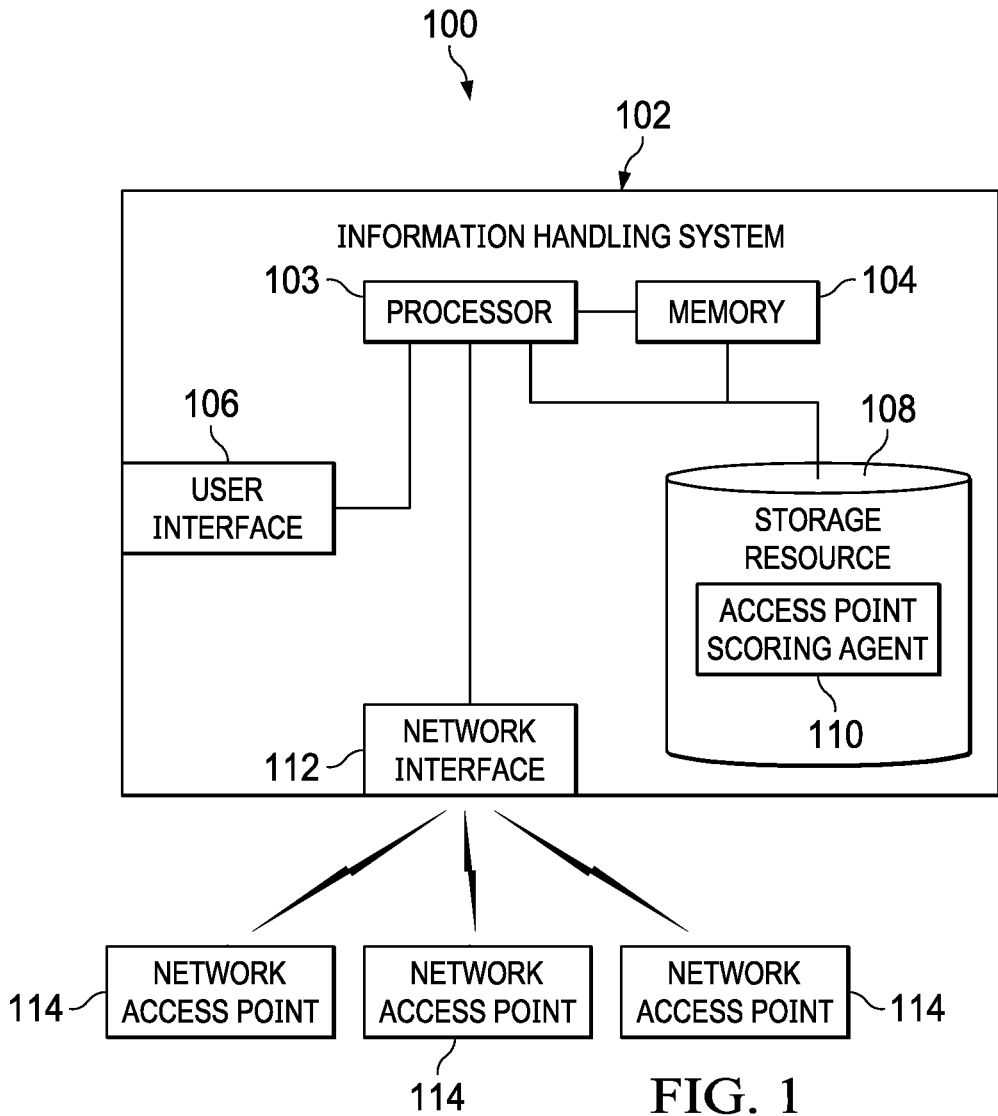 100
102
INFORMATION HANDLING SYSTEM
103
PROCESSOR
MEMORY
104
106
USER
INTERFACE
108
STORAGE
RESOURCE
ACCESS POINT
SCORING AGENT
110
112
NETWORK
INTERFACE
114
NETWORK
ACCESS POINT
NETWORK
ACCESS POINT
114
NETWORK
ACCESS POINT
114
FIG. 1